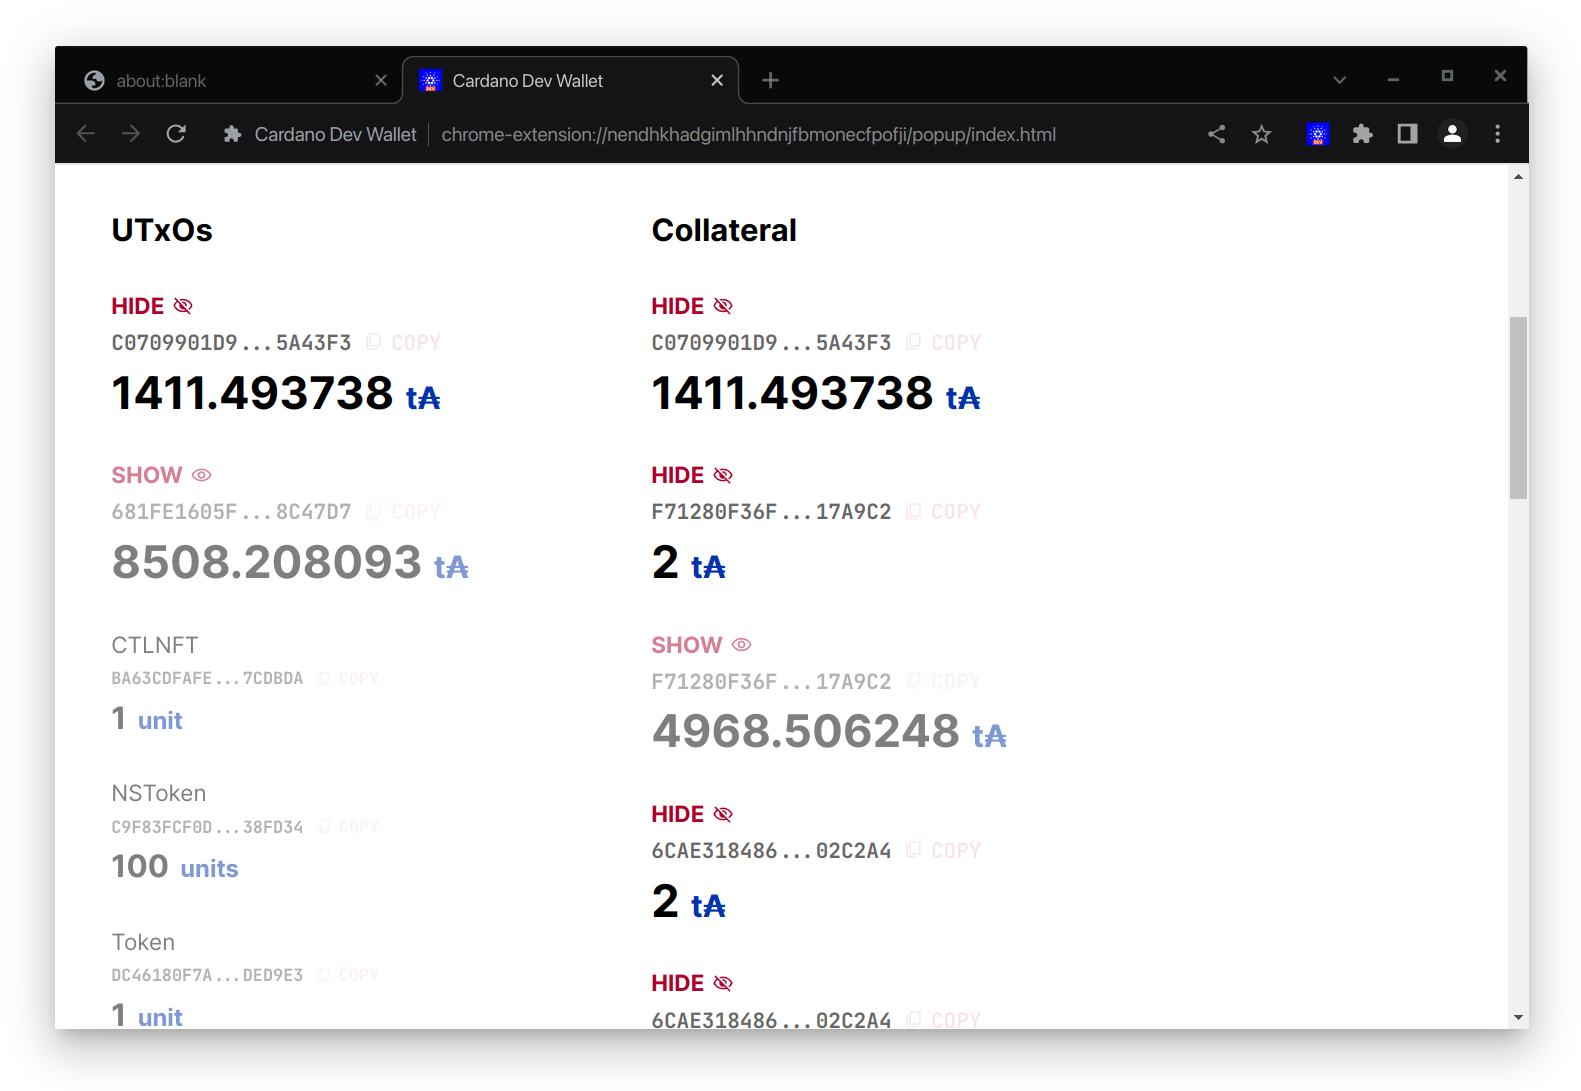 about:blank
Cardano Dev Wallet
Cardano Dev Wallet
chrome-extension://nendhkhadgimlhhndnjfbmonecfpofji/popup/index.html
UTxOs
HIDE
C0709901D9...5A43F3 COPY
1411.493738 t₳
SHOW
681FE1605F...8C47D7 COPY
8508.208093 t₳
CTLNFT
BA63CDFAFE...7CDBDA COPY
1 unit
NSToken
C9F83FCF0D...38FD34 COPY
100 units
Token
DC46180F7A...DED9E3 COPY
1 unit
Collateral
HIDE
C0709901D9...5A43F3 COPY
1411.493738 t₳
HIDE
F71280F36F...17A9C2 COPY
2 t₳
SHOW
F71280F36F...17A9C2 COPY
4968.506248 t₳
HIDE
6CAE318486...02C2A4 COPY
2 t₳
HIDE
6CAE318486...02C2A4 COPY